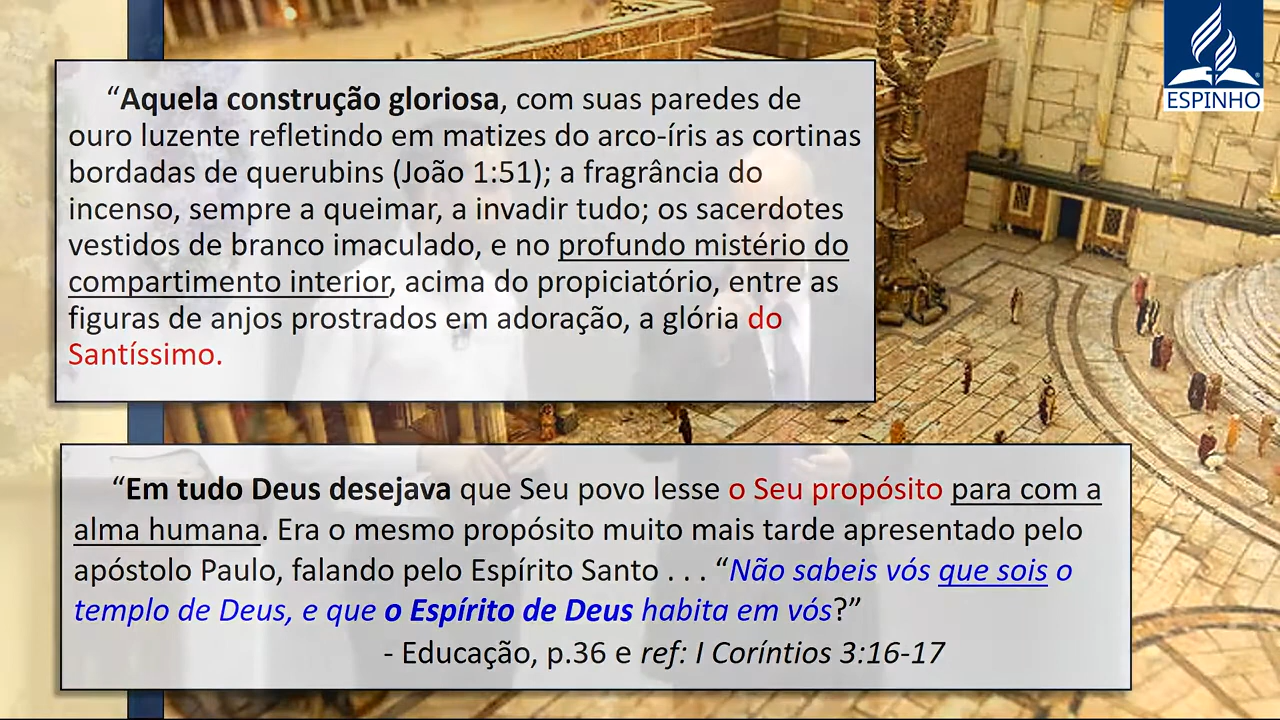 ESPINHO
“Aquela construção gloriosa, com suas paredes de
ouro luzente refletindo em matizes do arco-íris as cortinas
bordadas de querubins (João 1:51); a fragrância do
incenso, sempre a queimar, a invadir tudo; os sacerdotes
vestidos de branco imaculado, e no profundo mistério do
compartimento interior, acima do propiciatório, entre as
figuras de anjos prostrados em adoração, a glória do
Santíssimo.
“Em tudo Deus desejava que Seu povo lesse o Seu propósito para com a
alma humana. Era o mesmo propósito muito mais tarde apresentado pelo
apóstolo Paulo, falando pelo Espírito Santo . . . “Não sabeis vós que sois o
templo de Deus, e que o Espírito de Deus habita em vós?”
- Educação, p.36 e ref: I Coríntios 3:16-17